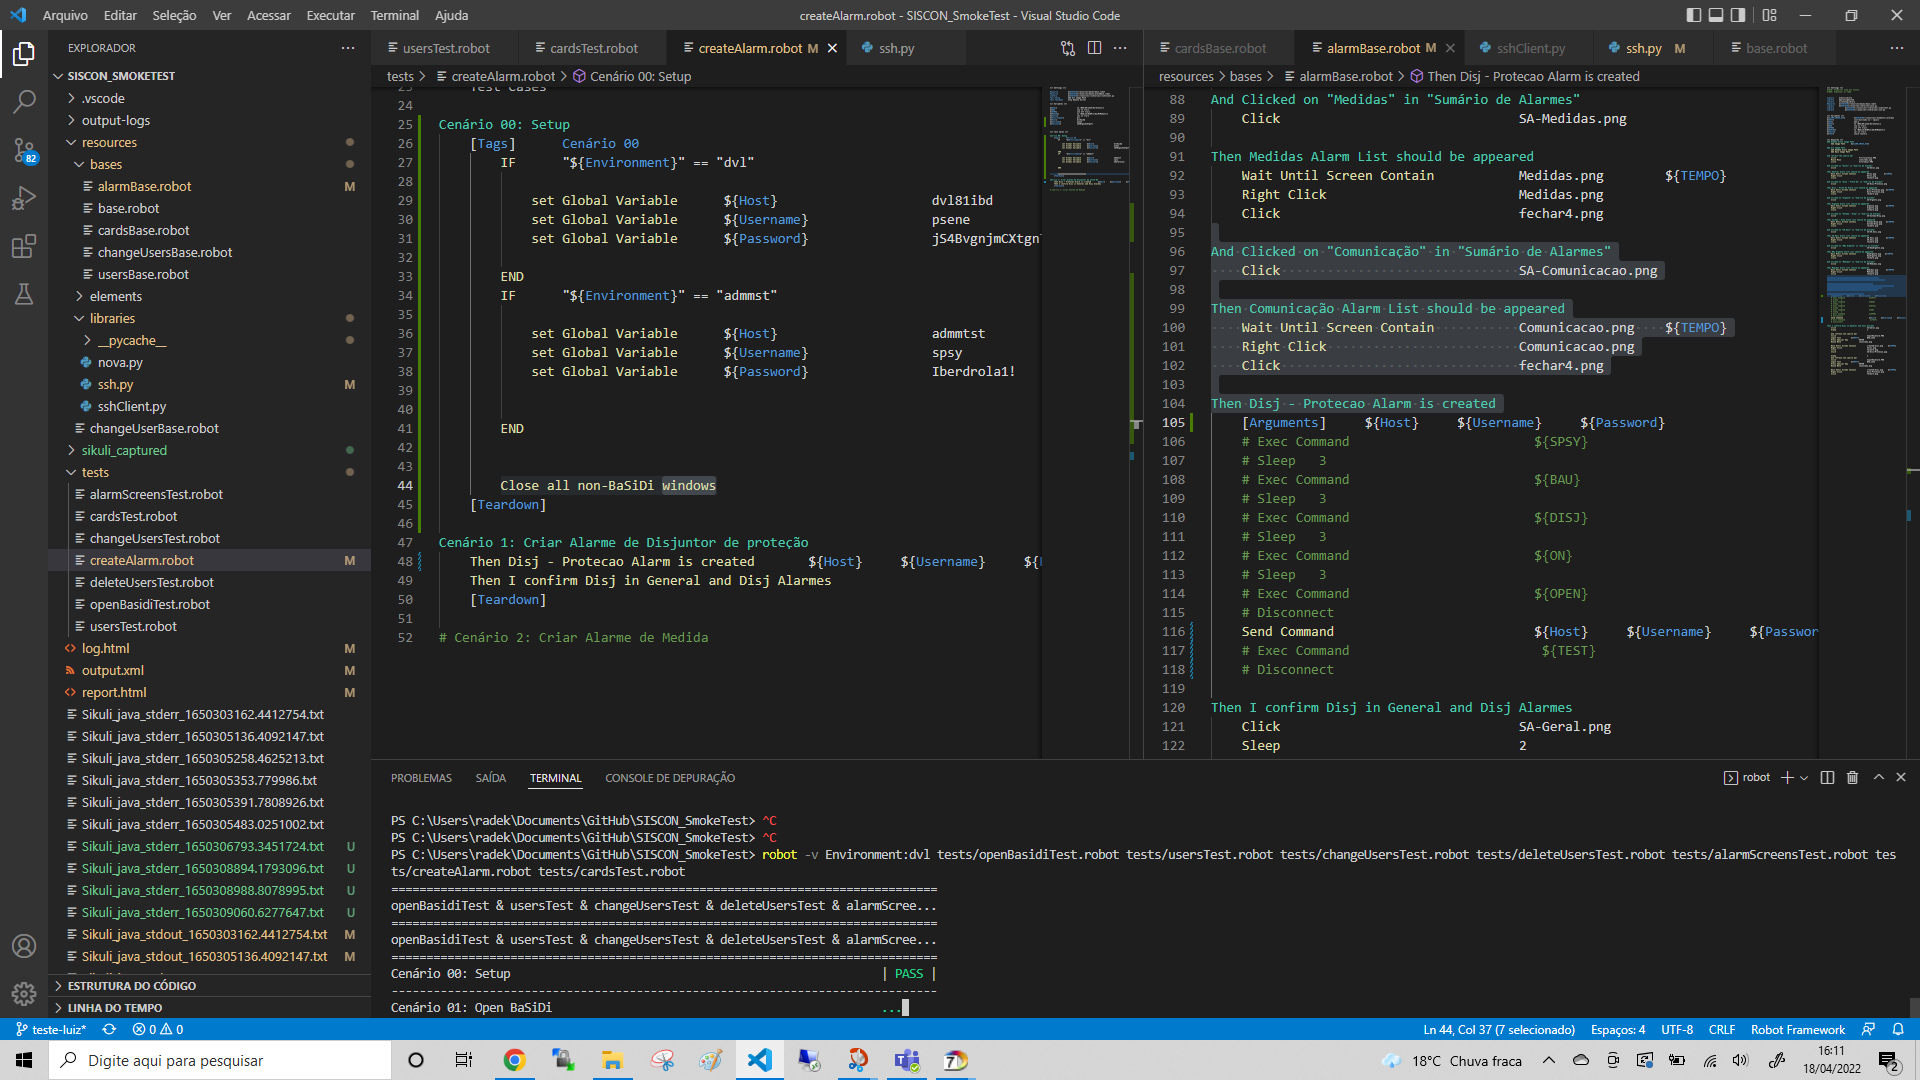 Arquivo Editar Seleção Ver Acessar Executar Terminal Ajuda
createAlarm.robot - SISCON_SmokeTest - Visual Studio Code
EXPLORADOR
SISCON_SMOKETEST
.vscode
output-logs
resources
bases
alarmBase.robot M
base.robot
cardsBase.robot
changeUsersBase.robot
usersBase.robot
elements
libraries
__pycache__
nova.py
ssh.py M
sshClient.py
changeUserBase.robot
sikuli_captured
tests
alarmScreensTest.robot
cardsTest.robot
changeUsersTest.robot
createAlarm.robot M
deleteUsersTest.robot
openBasidiTest.robot
usersTest.robot
log.html M
output.xml M
report.html M
Sikuli_java_stderr_1650303162.4412754.txt
Sikuli_java_stderr_1650305136.4092147.txt
Sikuli_java_stderr_1650305258.4625213.txt
Sikuli_java_stderr_1650305353.779986.txt
Sikuli_java_stderr_1650305391.7808926.txt
Sikuli_java_stderr_1650305483.0251002.txt
Sikuli_java_stderr_1650306793.3451724.txt U
Sikuli_java_stderr_1650308894.1793096.txt U
Sikuli_java_stderr_1650308988.8078995.txt U
Sikuli_java_stderr_1650309060.6277647.txt U
Sikuli_java_stdout_1650303162.4412754.txt M
Sikuli_java_stdout_1650305136.4092147.txt M
ESTRUTURA DO CÓDIGO
LINHA DO TEMPO
82
usersTest.robot cardsTest.robot createAlarm.robot M ssh.py
tests > createAlarm.robot > Cenário 00: Setup
Test Cases
24
25 Cenário 00: Setup
26 [Tags] Cenário 00
27 IF "${Environment}" == "dvl"
28
29 set Global Variable ${Host} dvl81ibd
30 set Global Variable ${Username} psene
31 set Global Variable ${Password} jS4BvgnjmCXtgn
32
33 END
34 IF "${Environment}" == "admmst"
35
36 set Global Variable ${Host} admmtst
37 set Global Variable ${Username} spsy
38 set Global Variable ${Password} Iberdrola1!
39
40
41 END
42
43
44 Close all non-BaSiDi windows
45 [Teardown]
46
47 Cenário 1: Criar Alarme de Disjuntor de proteção
48 Then Disj - Protecao Alarm is created ${Host} ${Username} ${
49 Then I confirm Disj in General and Disj Alarmes
50 [Teardown]
51
52 # Cenário 2: Criar Alarme de Medida
cardsBase.robot alarmBase.robot M sshClient.py ssh.py M base.robot
resources > bases > alarmBase.robot > Then Disj - Protecao Alarm is created
88 And Clicked on "Medidas" in "Sumário de Alarmes"
89 Click SA-Medidas.png
90
91 Then Medidas Alarm List should be appeared
92 Wait Until Screen Contain Medidas.png ${TEMPO}
93 Right Click Medidas.png
94 Click fechar4.png
95
96 And Clicked on "Comunicação" in "Sumário de Alarmes"
97 Click SA-Comunicacao.png
98
99 Then Comunicação Alarm List should be appeared
100 Wait Until Screen Contain Comunicacao.png ${TEMPO}
101 Right Click Comunicacao.png
102 Click fechar4.png
103
104 Then Disj - Protecao Alarm is created
105 [Arguments] ${Host} ${Username} ${Password}
106 # Exec Command ${SPSY}
107 # Sleep 3
108 # Exec Command ${BAU}
109 # Sleep 3
110 # Exec Command ${DISJ}
111 # Sleep 3
112 # Exec Command ${ON}
113 # Sleep 3
114 # Exec Command ${OPEN}
115 # Disconnect
116 Send Command ${Host} ${Username} ${Passwor
117 # Exec Command ${TEST}
118 # Disconnect
119
120 Then I confirm Disj in General and Disj Alarmes
121 Click SA-Geral.png
122 Sleep 2
PROBLEMAS SAÍDA TERMINAL CONSOLE DE DEPURAÇÃO
robot
PS C:\Users\radek\Documents\GitHub\SISCON_SmokeTest> ^C
PS C:\Users\radek\Documents\GitHub\SISCON_SmokeTest> ^C
PS C:\Users\radek\Documents\GitHub\SISCON_SmokeTest> robot -v Environment:dvl tests/openBasidiTest.robot tests/usersTest.robot tests/changeUsersTest.robot tests/deleteUsersTest.robot tests/alarmScreensTest.robot tes
ts/createAlarm.robot tests/cardsTest.robot
=======================================================================
openBasidiTest & usersTest & changeUsersTest & deleteUsersTest & alarmScree...
=======================================================================
openBasidiTest & usersTest & changeUsersTest & deleteUsersTest & alarmScree...
=======================================================================
Cenário 00: Setup | PASS |
-----------------------------------------------------------------------
Cenário 01: Open BaSiDi ...
teste-luiz* 0 0 Ln 44, Col 37 (7 selecionado) Espaços: 4 UTF-8 CRLF Robot Framework
Digite aqui para pesquisar
18°C Chuva fraca
16:11
18/04/2022
2